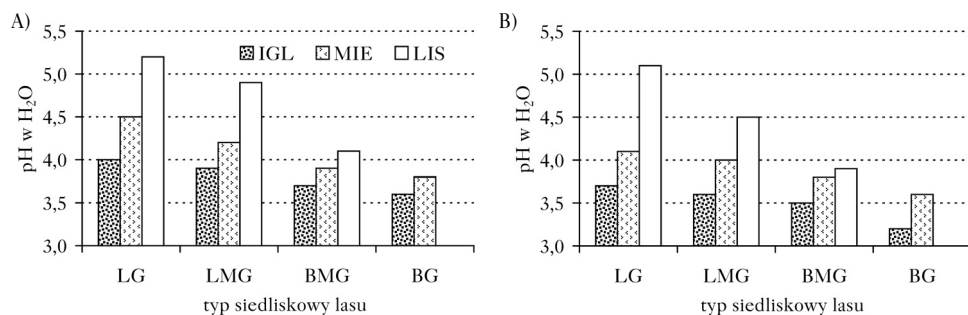 A)
pH w H₂O
5,5
5,0
4,5
4,0
3,5
3,0
IGL MIE LIS
LG LMG BMG BG
typ siedliskowy lasu
B)
pH w H₂O
5,5
5,0
4,5
4,0
3,5
3,0
LG LMG BMG BG
typ siedliskowy lasu